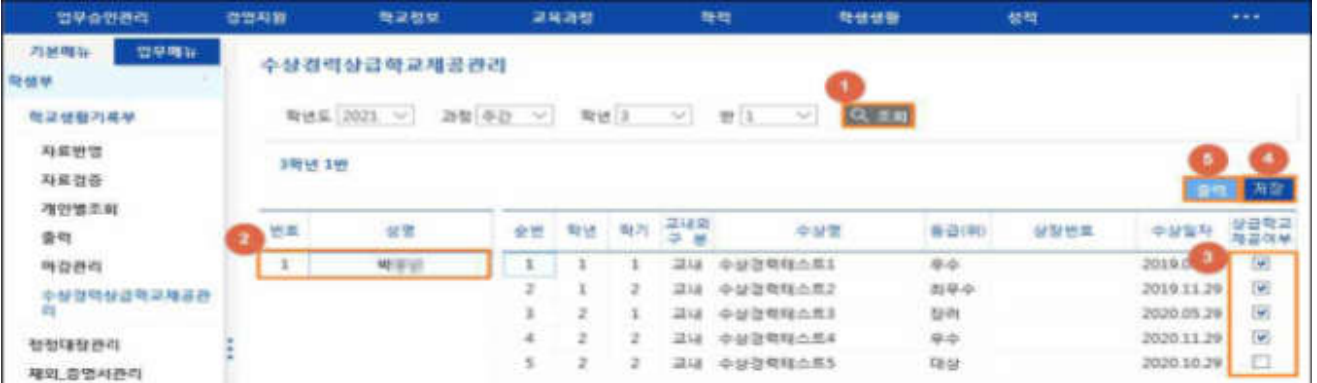 업무승인관리 경영지원 학교정보 교육과정 학적 학생생활 성적 •••
기본메뉴 업무메뉴
학생부
학교생활기록부
자료반영
자료검증
개인별조회
출력
마감관리
수상경력상급학교제공관
리
정정대장관리
제외_증명서관리
수상경력상급학교제공관리
1
학년도 2021 과정 주간 학년 3 반 1 조회
3학년 1반
5 4
출력 저장
2
번호 성명
1 박
순번 학년 학기 교내외
구 분 수상명 등급(위) 상장번호 수상일자 상급학교
제공여부
3
1 1 1 교내 수상경력테스트1 우수 2019.0
2 1 2 교내 수상경력테스트2 최우수 2019.11.29
3 2 1 교내 수상경력테스트3 장려 2020.05.29
4 2 2 교내 수상경력테스트4 우수 2020.11.29
5 2 2 교내 수상경력테스트5 대상 2020.10.29